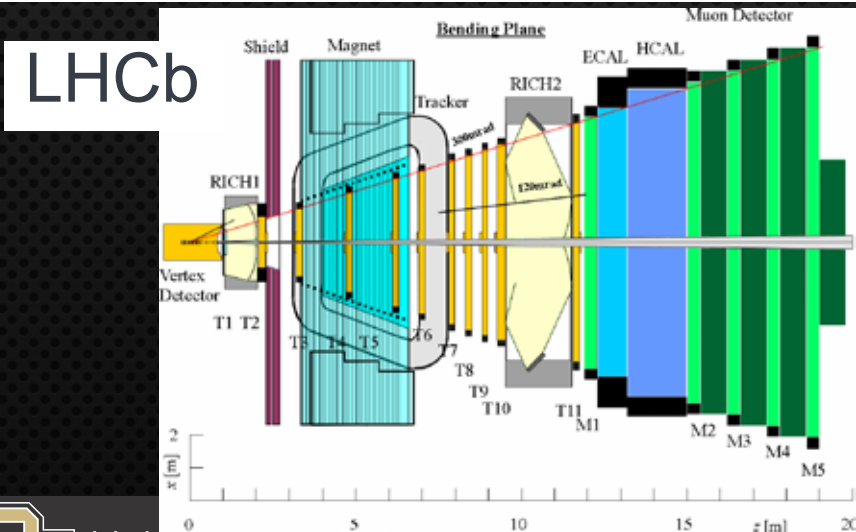 LHCb
Bending Plane
Muon Detector
Shield
Magnet
ECAL
HCAL
RICH2
Tracker
300mrad
120mrad
RICH1
Vertex
Detector
T1 T2
T3
T4
T5
T6
T7
T8
T9
T10
T11
M1
M2
M3
M4
M5
2
x [m]
0
5
10
15
z [m]
20